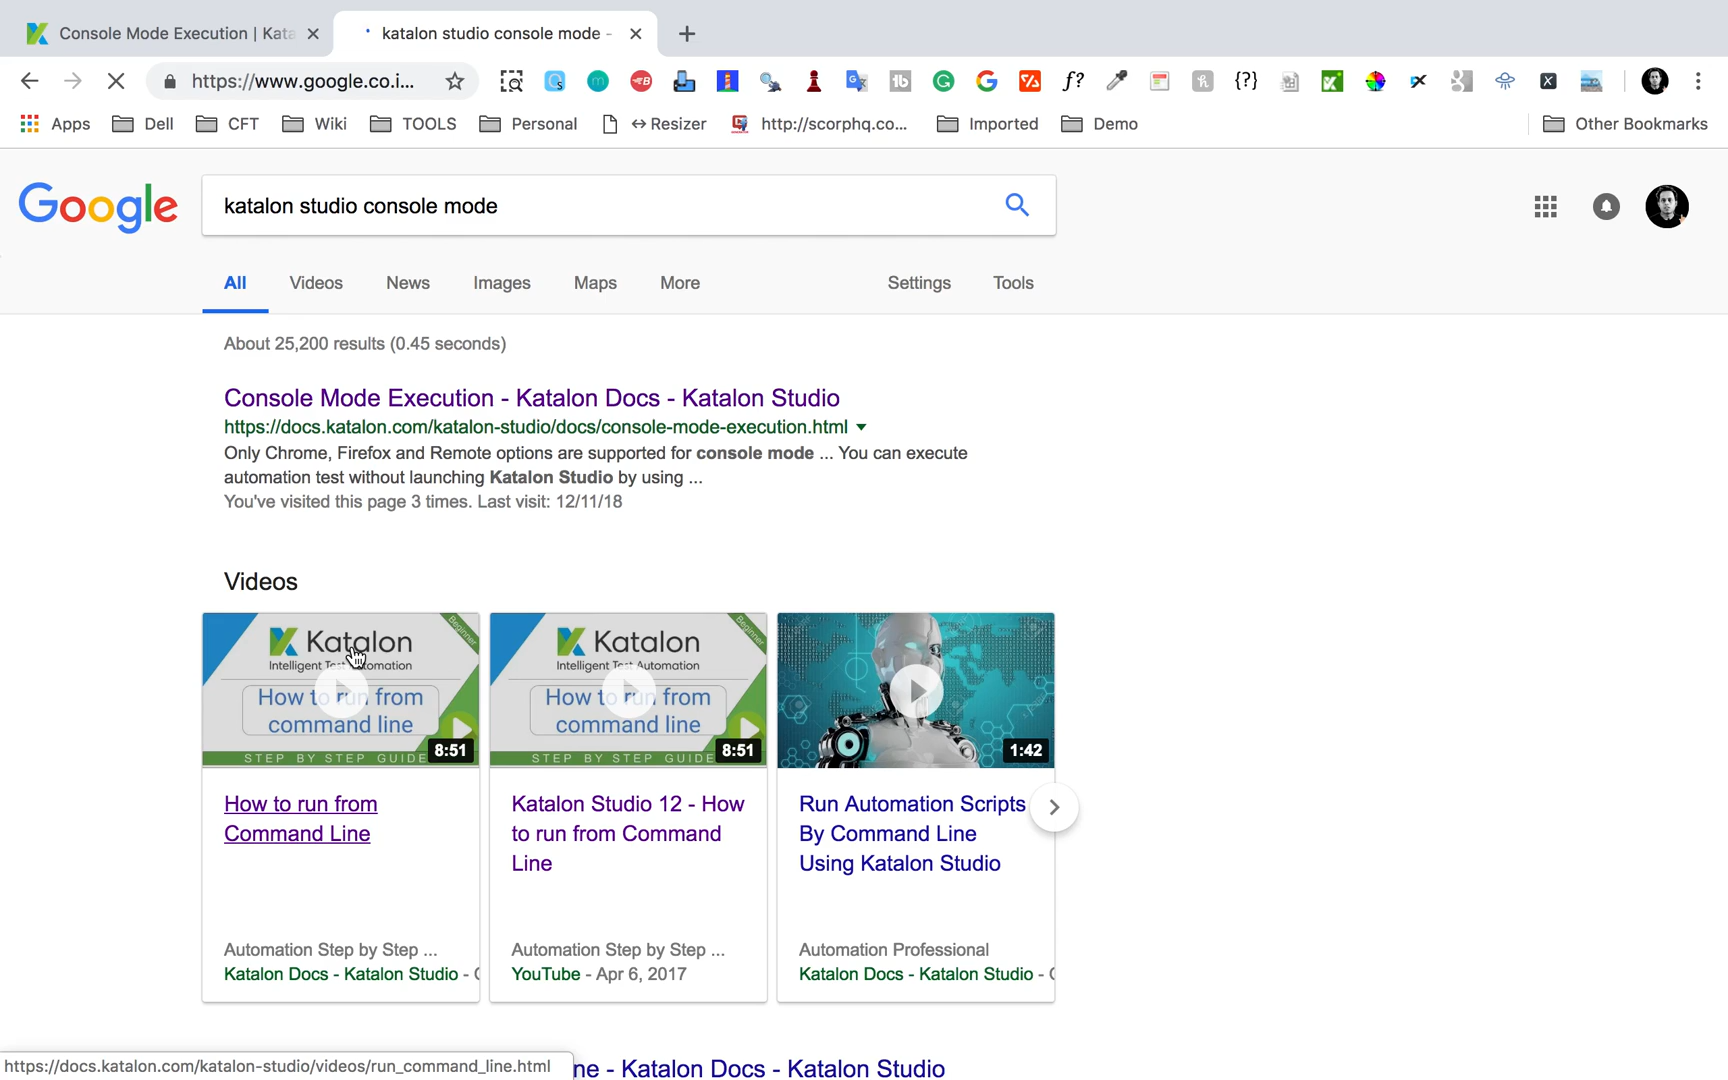 Console Mode Execution | Kata
katalon studio console mode -
https://www.google.co.i...
Apps
Dell
CFT
Wiki
TOOLS
Personal
↔Resizer
http://scorphq.co...
Imported
Demo
Other Bookmarks
Google
katalon studio console mode
All
Videos
News
Images
Maps
More
Settings
Tools
About 25,200 results (0.45 seconds)
Console Mode Execution - Katalon Docs - Katalon Studio
https://docs.katalon.com/katalon-studio/docs/console-mode-execution.html
Only Chrome, Firefox and Remote options are supported for console mode ... You can execute
automation test without launching Katalon Studio by using ...
You've visited this page 3 times. Last visit: 12/11/18
Videos
Katalon
Intelligent Test Automation
Beginner
How to run from
command line
STEP BY STEP GUIDE
8:51
Katalon
Intelligent Test Automation
Beginner
How to run from
command line
STEP BY STEP GUIDE
8:51
1:42
How to run from
Command Line
Automation Step by Step ...
Katalon Docs - Katalon Studio -
Katalon Studio 12 - How
to run from Command
Line
Automation Step by Step ...
YouTube - Apr 6, 2017
Run Automation Scripts
By Command Line
Using Katalon Studio
Automation Professional
Katalon Docs - Katalon Studio -
https://docs.katalon.com/katalon-studio/videos/run_command_line.html
ne - Katalon Docs - Katalon Studio